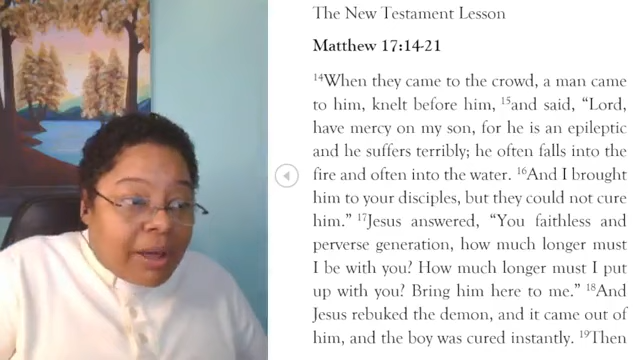 The New Testament Lesson
Matthew 17:14-21
14When they came to the crowd, a man came
to him, knelt before him, 15and said, “Lord,
have mercy on my son, for he is an epileptic
and he suffers terribly; he often falls into the
fire and often into the water. 16And I brought
him to your disciples, but they could not cure
him.” 17Jesus answered, “You faithless and
perverse generation, how much longer must
I be with you? How much longer must I put
up with you? Bring him here to me.” 18And
Jesus rebuked the demon, and it came out of
him, and the boy was cured instantly. 19Then